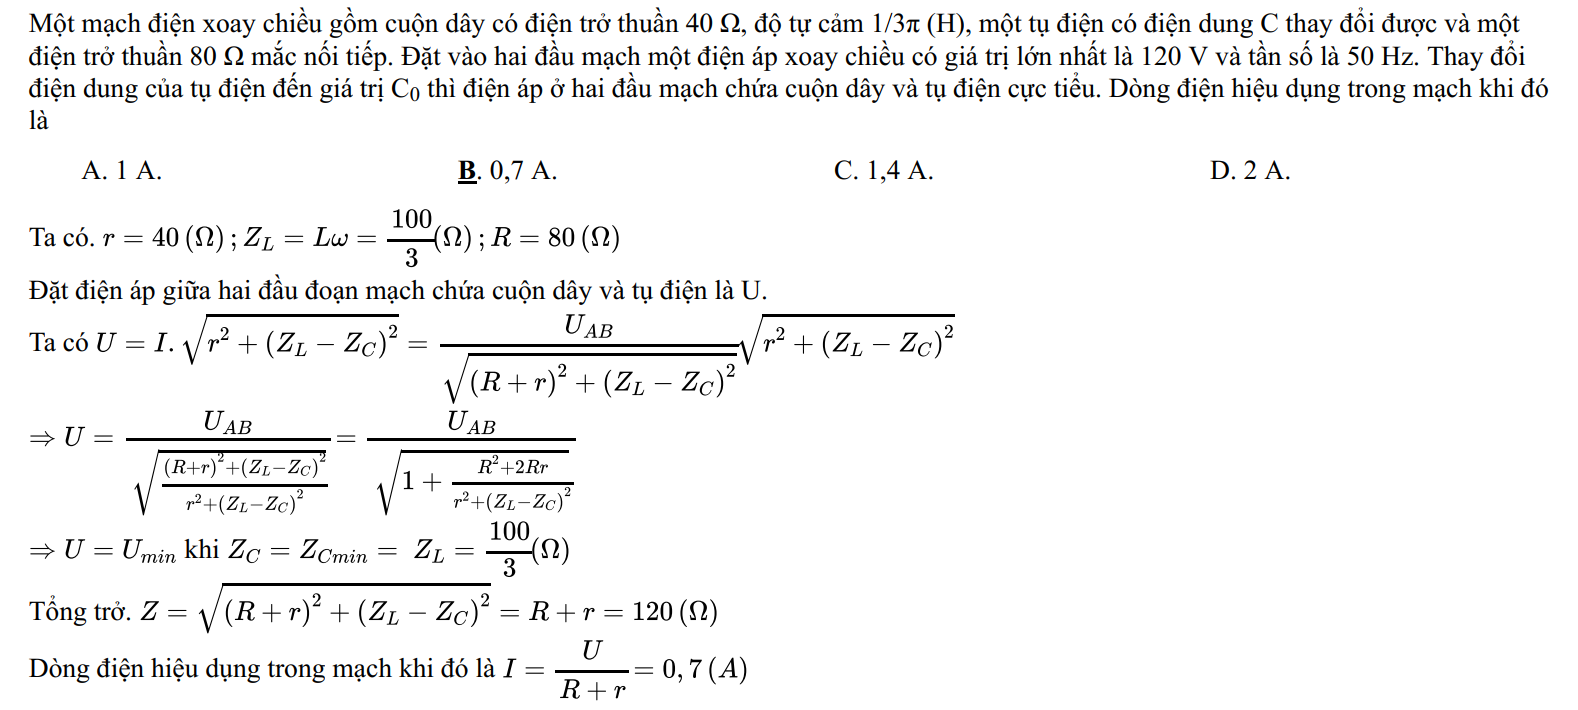 Một mạch điện xoay chiều gồm cuộn dây có điện trở thuần 40 Ω, độ tự cảm 1/3π (H), một tụ điện có điện dung C thay đổi được và một
điện trở thuần 80 Ω mắc nối tiếp. Đặt vào hai đầu mạch một điện áp xoay chiều có giá trị lớn nhất là 120 V và tần số là 50 Hz. Thay đổi
điện dung của tụ điện đến giá trị C₀ thì điện áp ở hai đầu mạch chứa cuộn dây và tụ điện cực tiểu. Dòng điện hiệu dụng trong mạch khi đó
là
A. 1 A. B. 0,7 A. C. 1,4 A. D. 2 A.
Ta có. $r = 40\,(\Omega); Z_L = L\omega = \frac{100}{3}(\Omega); R = 80\,(\Omega)$
Đặt điện áp giữa hai đầu đoạn mạch chứa cuộn dây và tụ điện là U.
Ta có $U = I.\sqrt{r^2 + (Z_L - Z_C)^2} = \frac{U_{AB}}{\sqrt{(R+r)^2 + (Z_L - Z_C)^2}}\sqrt{r^2 + (Z_L - Z_C)^2}$
$\Rightarrow U = \frac{U_{AB}}{\sqrt{\frac{(R+r)^2+(Z_L-Z_C)^2}{r^2+(Z_L-Z_C)^2}}} = \frac{U_{AB}}{\sqrt{1+\frac{R^2+2Rr}{r^2+(Z_L-Z_C)^2}}}$
$\Rightarrow U = U_{min}$ khi $Z_C = Z_{Cmin} = Z_L = \frac{100}{3}(\Omega)$
Tổng trở. $Z = \sqrt{(R+r)^2 + (Z_L - Z_C)^2} = R + r = 120\,(\Omega)$
Dòng điện hiệu dụng trong mạch khi đó là $I = \frac{U}{R+r} = 0,7\,(A)$